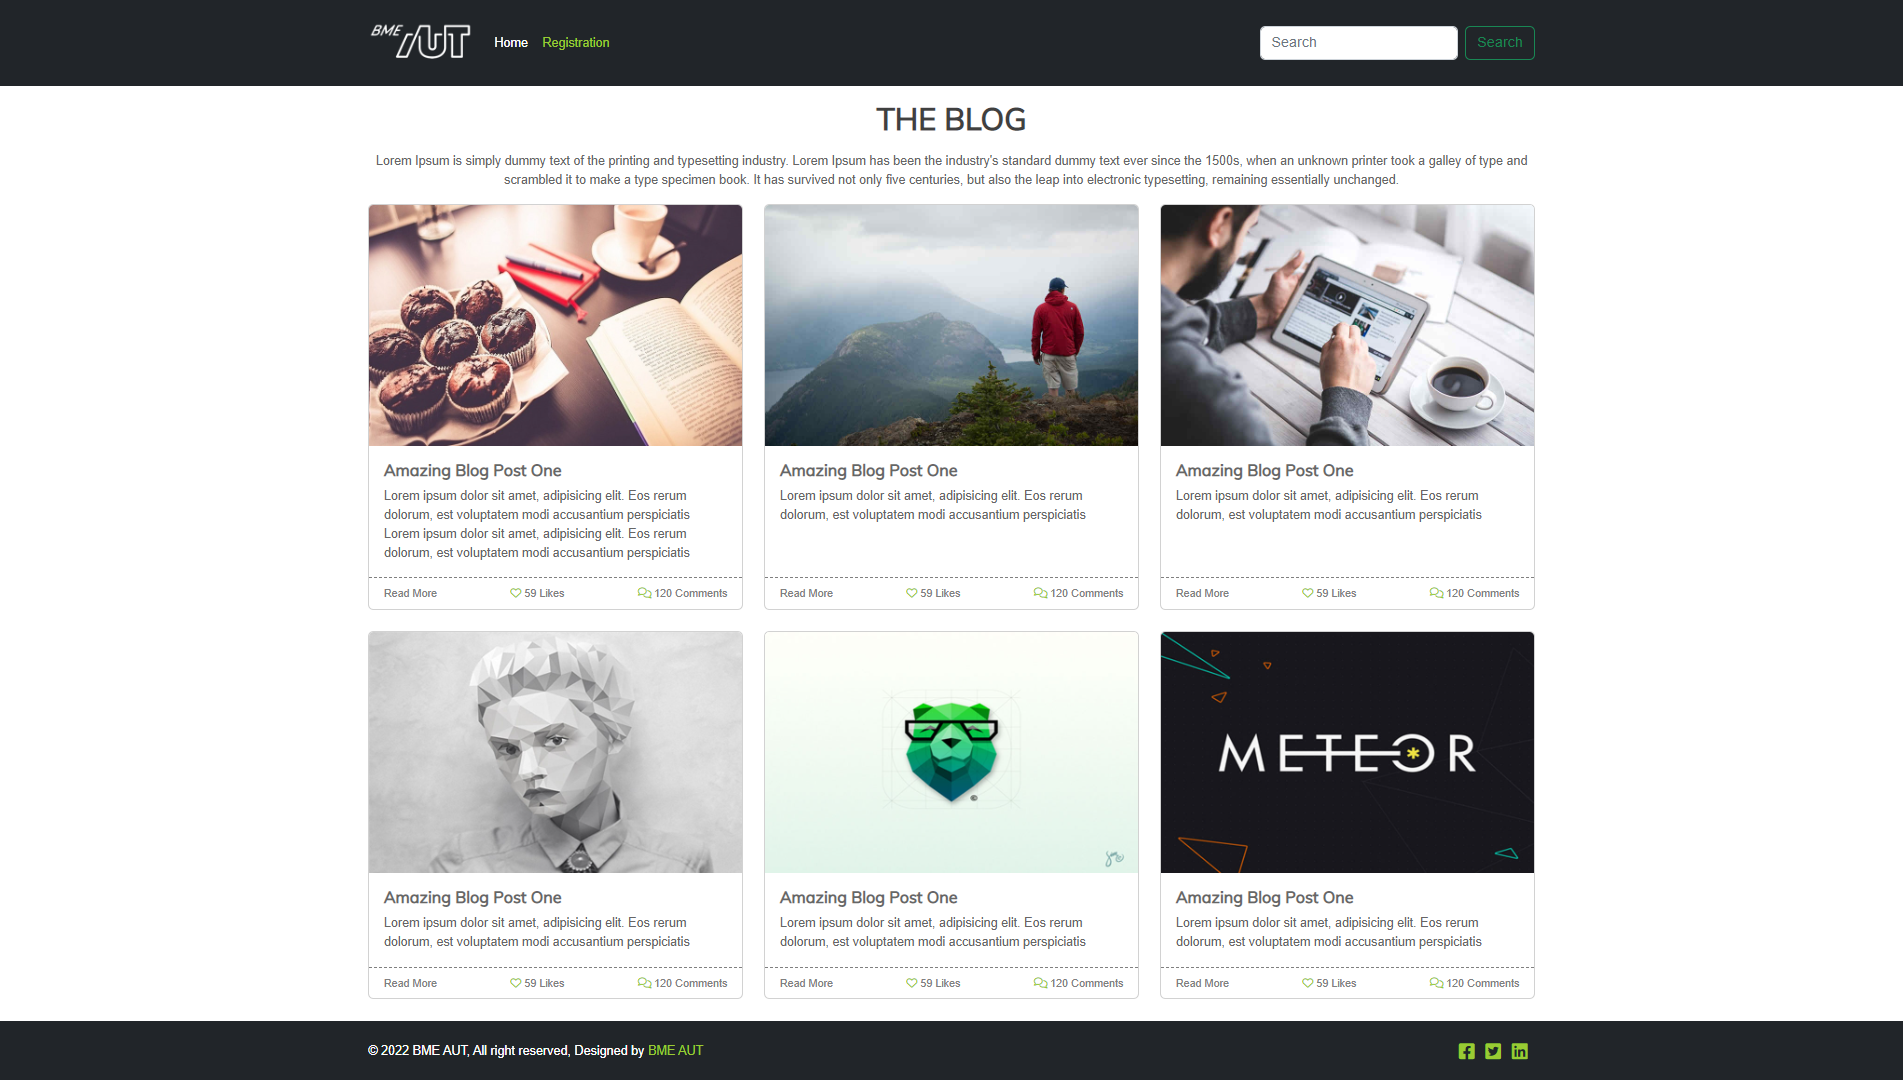 BME AUT
Home
Registration
Search
Search
THE BLOG
Lorem Ipsum is simply dummy text of the printing and typesetting industry. Lorem Ipsum has been the industry's standard dummy text ever since the 1500s, when an unknown printer took a galley of type and
scrambled it to make a type specimen book. It has survived not only five centuries, but also the leap into electronic typesetting, remaining essentially unchanged.
Amazing Blog Post One
Lorem ipsum dolor sit amet, adipisicing elit. Eos rerum
dolorum, est voluptatem modi accusantium perspiciatis
Lorem ipsum dolor sit amet, adipisicing elit. Eos rerum
dolorum, est voluptatem modi accusantium perspiciatis
Read More
59 Likes
120 Comments
Amazing Blog Post One
Lorem ipsum dolor sit amet, adipisicing elit. Eos rerum
dolorum, est voluptatem modi accusantium perspiciatis
Read More
59 Likes
120 Comments
Amazing Blog Post One
Lorem ipsum dolor sit amet, adipisicing elit. Eos rerum
dolorum, est voluptatem modi accusantium perspiciatis
Read More
59 Likes
120 Comments
Amazing Blog Post One
Lorem ipsum dolor sit amet, adipisicing elit. Eos rerum
dolorum, est voluptatem modi accusantium perspiciatis
Read More
59 Likes
120 Comments
Amazing Blog Post One
Lorem ipsum dolor sit amet, adipisicing elit. Eos rerum
dolorum, est voluptatem modi accusantium perspiciatis
Read More
59 Likes
120 Comments
METEOR
Amazing Blog Post One
Lorem ipsum dolor sit amet, adipisicing elit. Eos rerum
dolorum, est voluptatem modi accusantium perspiciatis
Read More
59 Likes
120 Comments
© 2022 BME AUT, All right reserved, Designed by BME AUT